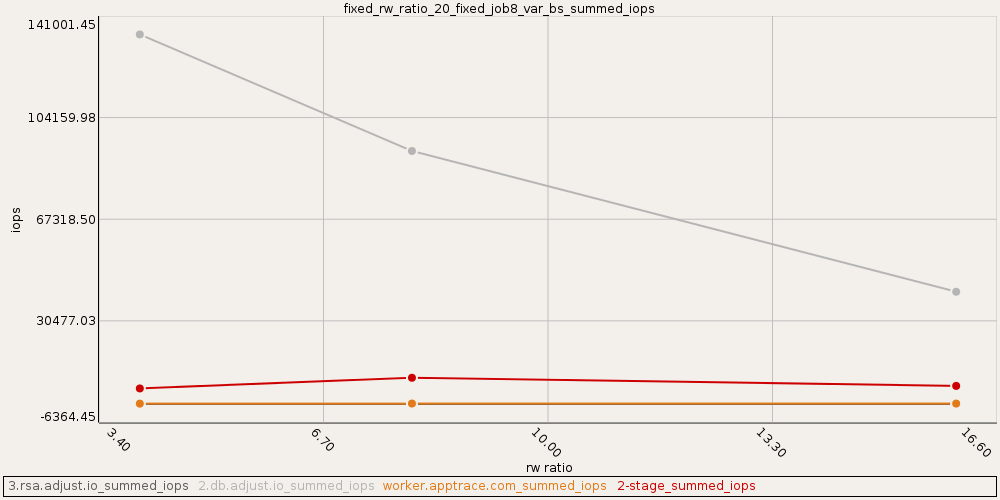 fixed_rw_ratio_20_fixed_job8_var_bs_summed_iops
141001.45
104159.98
67318.50
30477.03
-6364.45
iops
3.40 6.70 10.00 13.30 16.60
rw ratio
3.rsa.adjust.io_summed_iops 2.db.adjust.io_summed_iops worker.apptrace.com_summed_iops 2-stage_summed_iops